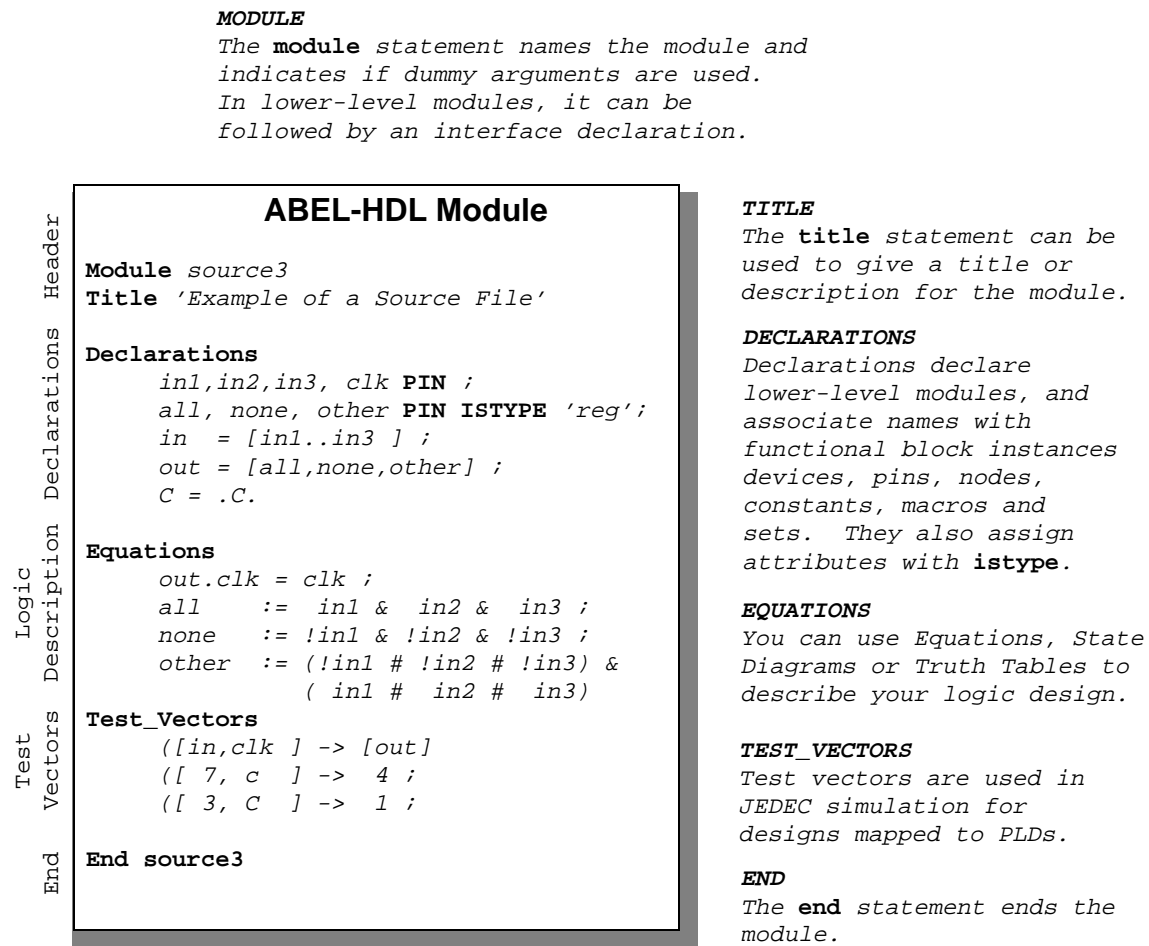 MODULE
The module statement names the module and
indicates if dummy arguments are used.
In lower-level modules, it can be
followed by an interface declaration.
ABEL-HDL Module
Header
Module source3
Title ’Example of a Source File’
Declarations
Declarations
in1,in2,in3, clk PIN ;
all, none, other PIN ISTYPE ’reg’;
in = [in1..in3 ] ;
out = [all,none,other] ;
C = .C.
Logic
Description
Equations
out.clk = clk ;
all := in1 & in2 & in3 ;
none := !in1 & !in2 & !in3 ;
other := (!in1 # !in2 # !in3) &
( in1 # in2 # in3)
Test
Vectors
Test_Vectors
([in,clk ] -> [out]
([ 7, c ] -> 4 ;
([ 3, C ] -> 1 ;
End
End source3
TITLE
The title statement can be
used to give a title or
description for the module.
DECLARATIONS
Declarations declare
lower-level modules, and
associate names with
functional block instances
devices, pins, nodes,
constants, macros and
sets. They also assign
attributes with istype.
EQUATIONS
You can use Equations, State
Diagrams or Truth Tables to
describe your logic design.
TEST_VECTORS
Test vectors are used in
JEDEC simulation for
designs mapped to PLDs.
END
The end statement ends the
module.